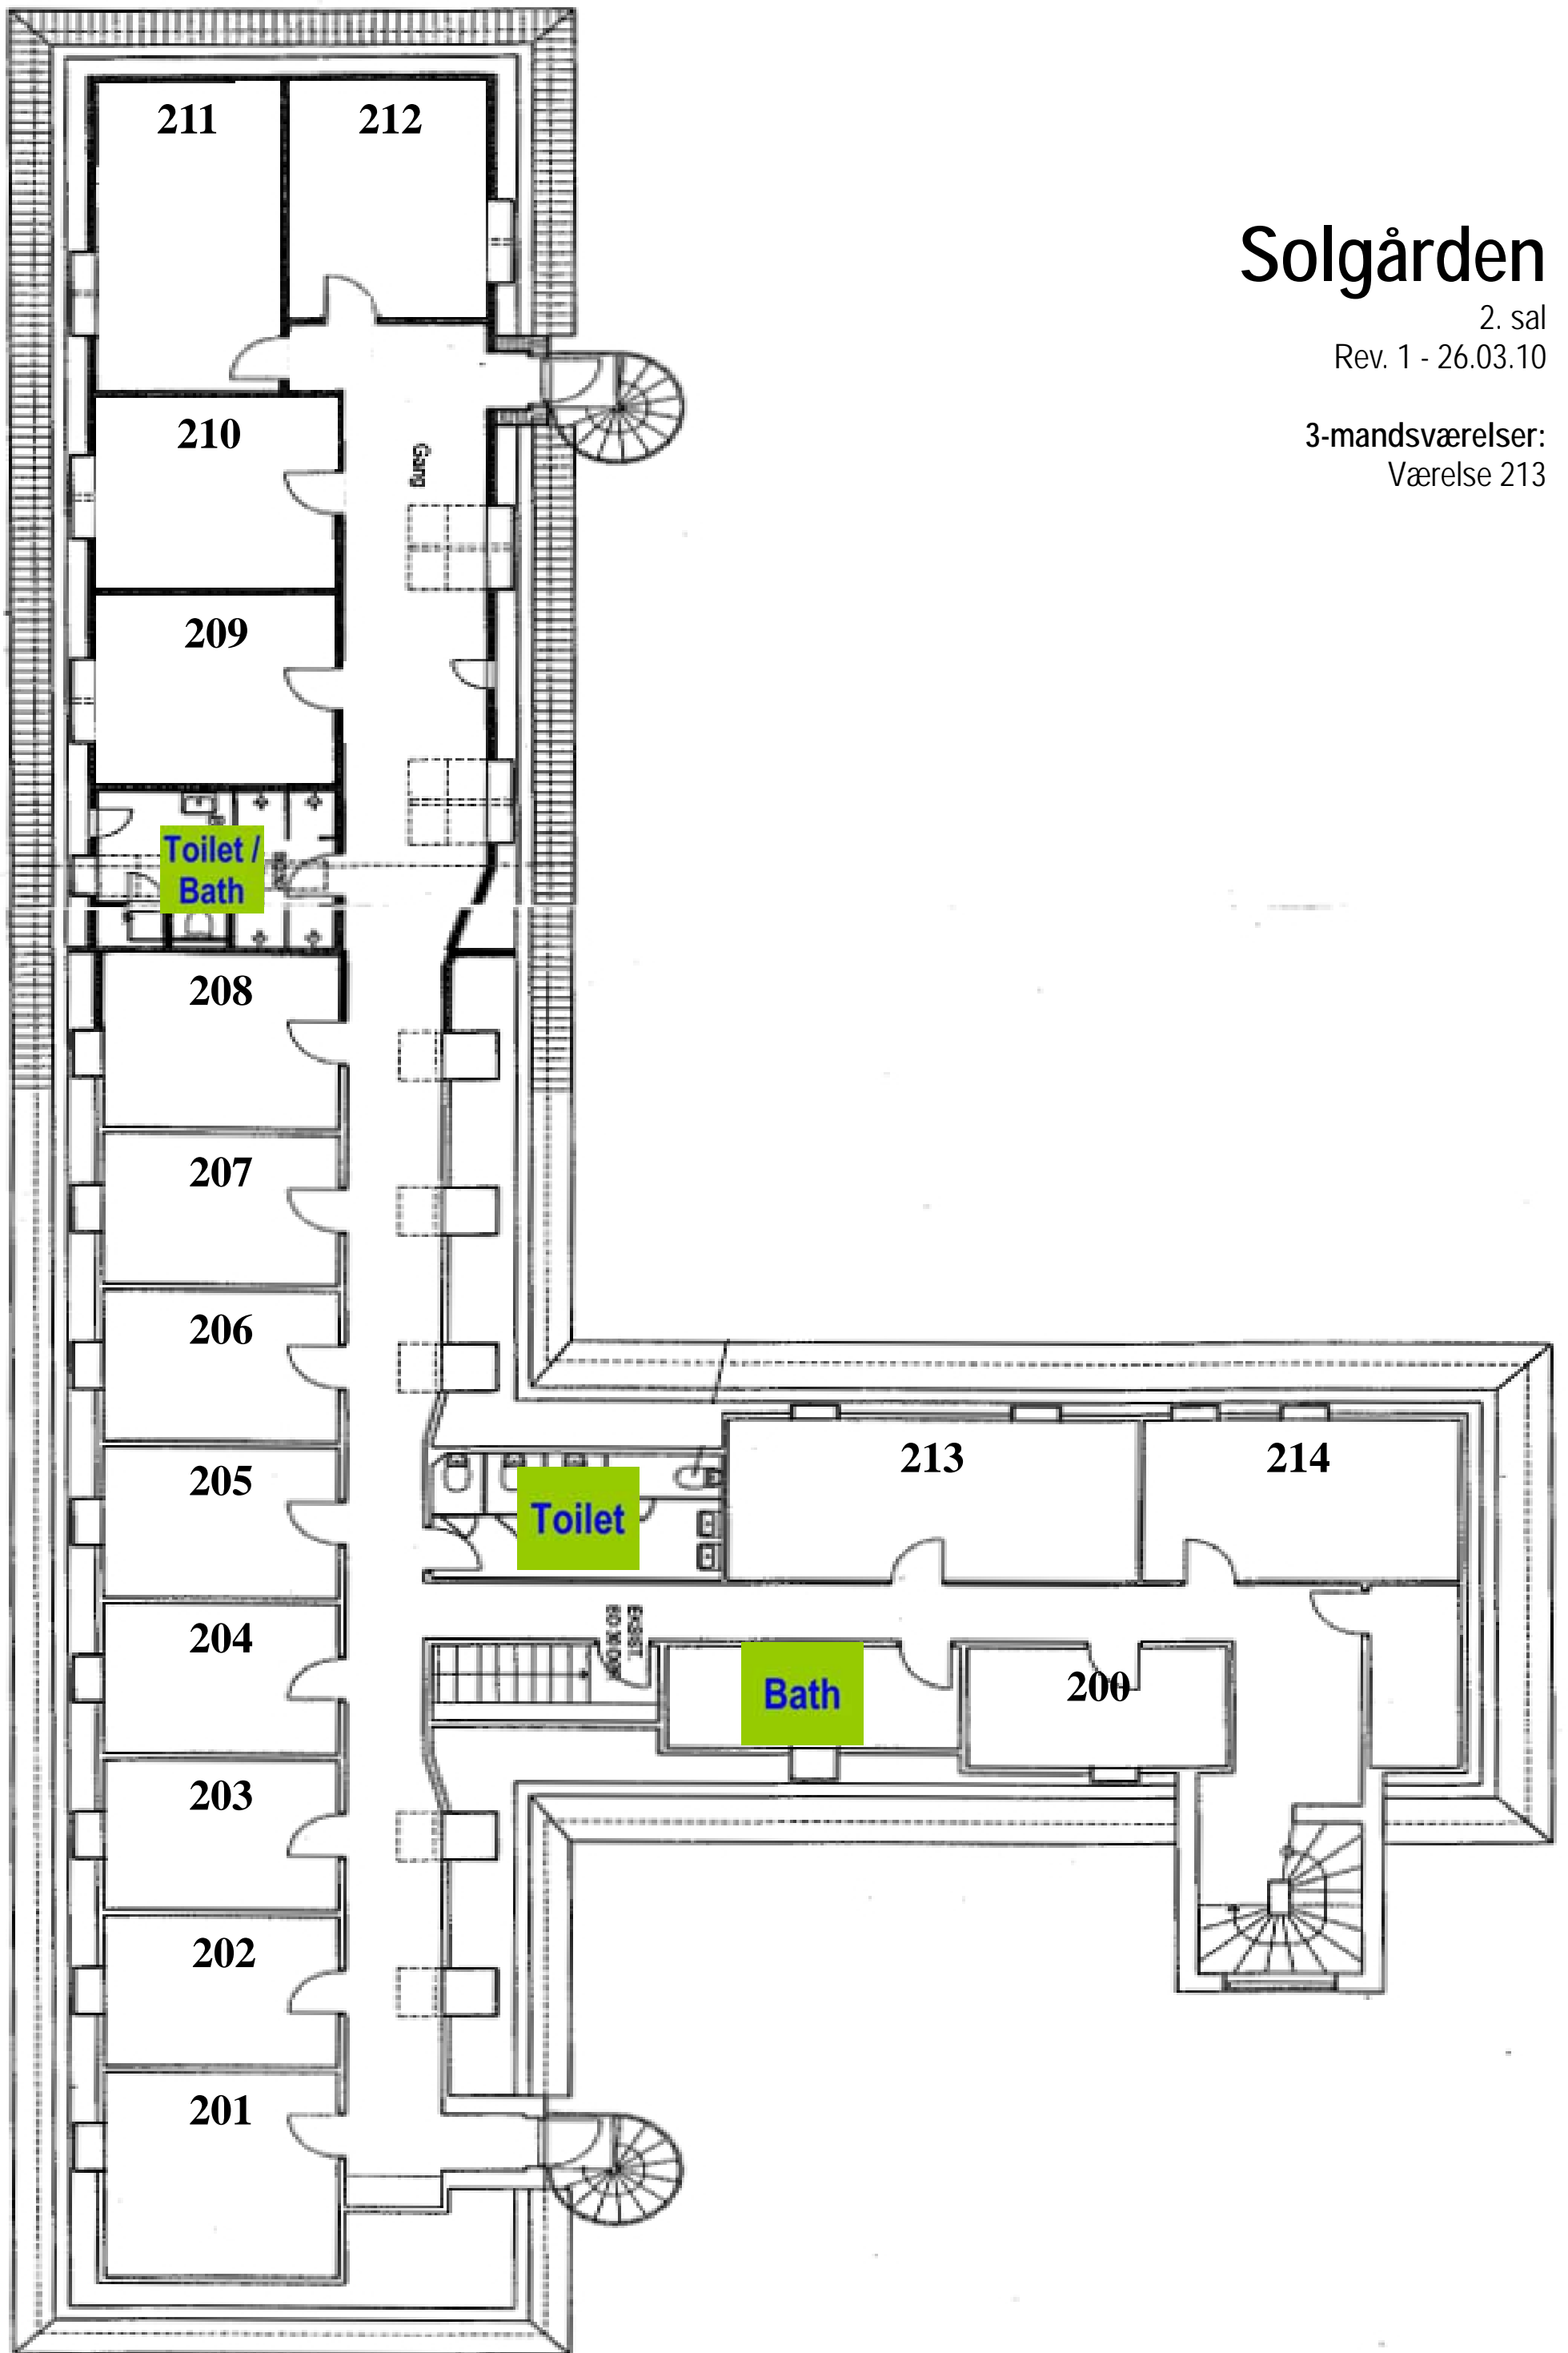 Solgården
2. sal
Rev. 1 - 26.03.10
3-mandsværelser:
Værelse 213
211
212
210
Gang
209
Toilet /
Bath
208
207
206
205
213
214
Toilet
204
EKSIST.
Bath
200
203
202
201